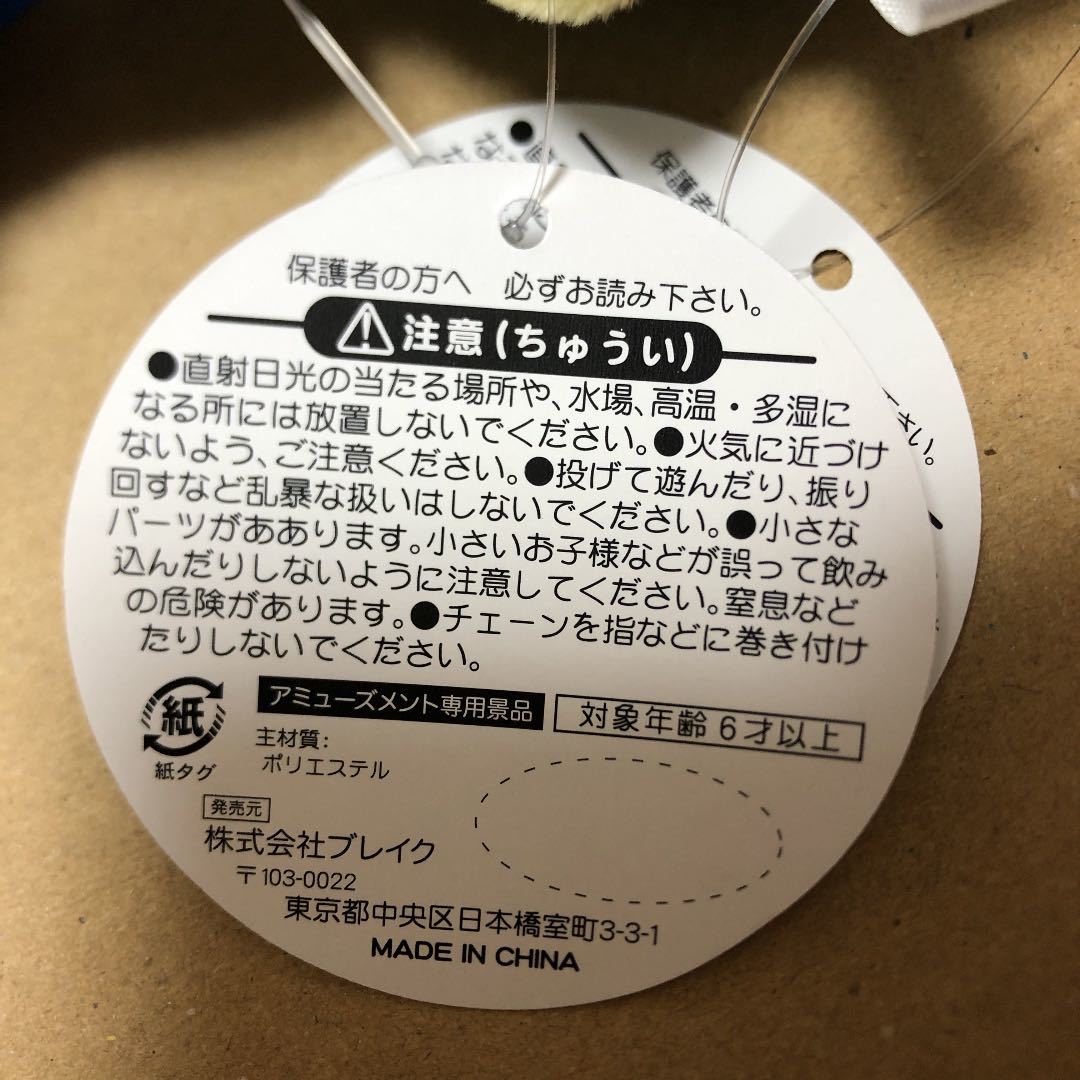 保護者の方へ 必ずお読み下さい。
注意(ちゅうい)
●直射日光の当たる場所や、水場、高温・多湿に
なる所には放置しないでください。●火気に近づけ
ないよう、ご注意ください。●投げて遊んだり、振り
回すなど乱暴な扱いはしないでください。●小さな
パーツがああります。小さいお子様などが誤って飲み
込んだりしないように注意してください。窒息など
の危険があります。●チェーンを指などに巻き付け
たりしないでください。
紙
紙タグ
アミューズメント専用景品
対象年齢 6才以上
主材質:
ポリエステル
発売元
株式会社ブレイク
〒103-0022
東京都中央区日本橋室町3-3-1
MADE IN CHINA
保護者
さい。